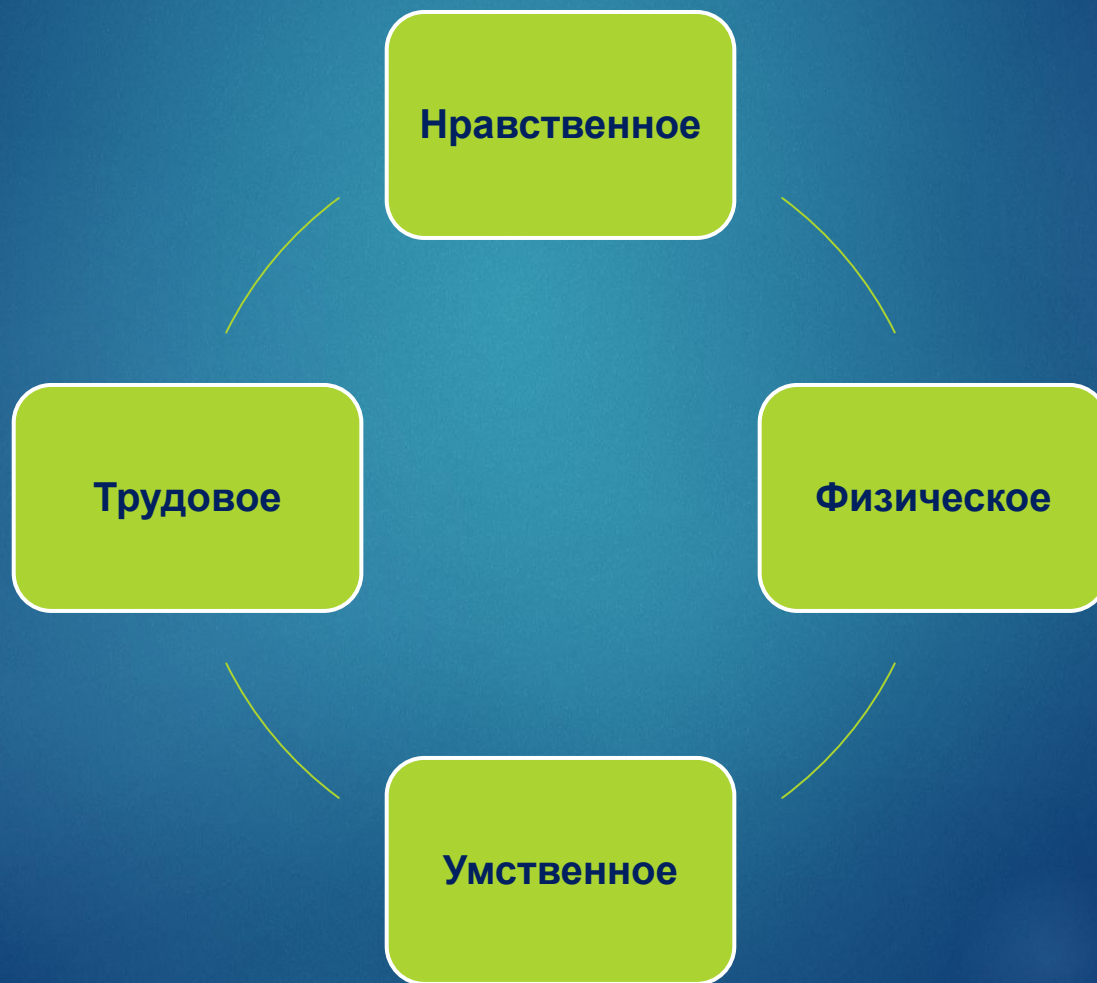 Нравственное
Трудовое
Физическое
Умственное